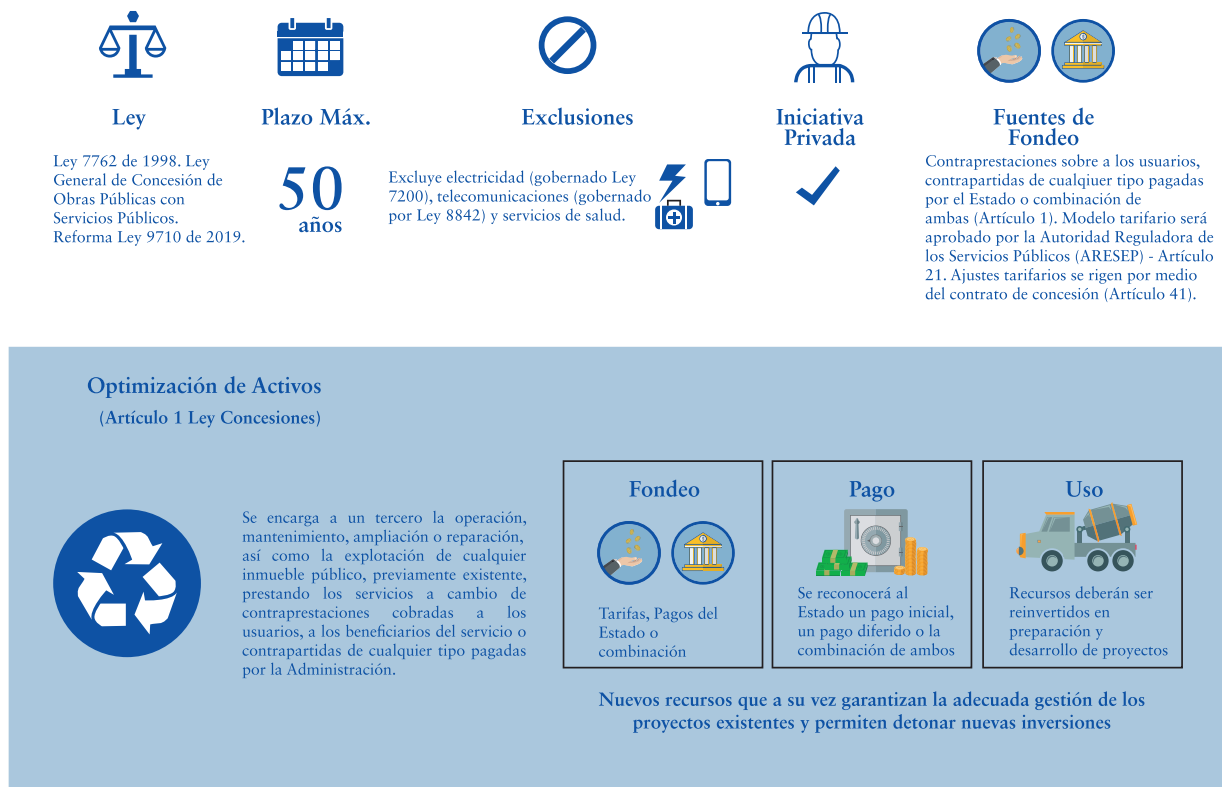 Ley
Ley 7762 de 1998. Ley
General de Concesión de
Obras Públicas con
Servicios Públicos.
Reforma Ley 9710 de 2019.
Plazo Máx.
50
años
Exclusiones
Excluye electricidad (gobernado Ley
7200), telecomunicaciones (gobernado
por Ley 8842) y servicios de salud.
Iniciativa
Privada
Fuentes de
Fondeo
Contraprestaciones sobre a los usuarios,
contrapartidas de cualqiuer tipo pagadas
por el Estado o combinación de
ambas (Artículo 1). Modelo tarifario será
aprobado por la Autoridad Reguladora de
los Servicios Públicos (ARESEP) - Artículo
21. Ajustes tarifarios se rigen por medio
del contrato de concesión (Artículo 41).
Optimización de Activos
(Artículo 1 Ley Concesiones)
Se encarga a un tercero la operación,
mantenimiento, ampliación o reparación,
así como la explotación de cualquier
inmueble público, previamente existente,
prestando los servicios a cambio de
contraprestaciones cobradas a los
usuarios, a los beneficiarios del servicio o
contrapartidas de cualquier tipo pagadas
por la Administración.
Fondeo
Tarifas, Pagos del
Estado o
combinación
Pago
Se reconocerá al
Estado un pago inicial,
un pago diferido o la
combinación de ambos
Uso
Recursos deberán ser
reinvertidos en
preparación y
desarrollo de proyectos
Nuevos recursos que a su vez garantizan la adecuada gestión de los
proyectos existentes y permiten detonar nuevas inversiones